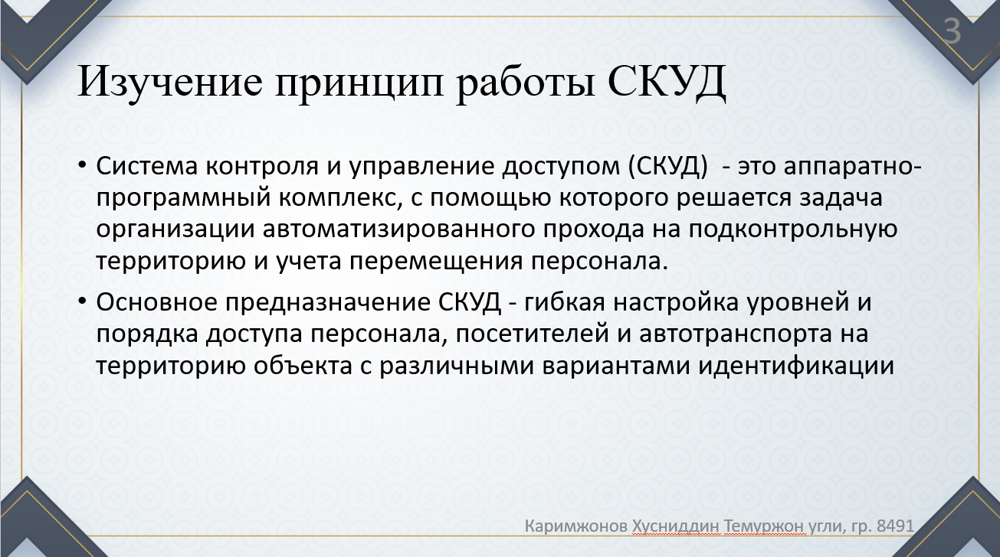 3
Изучение принцип работы СКУД
• Система контроля и управление доступом (СКУД)  - это аппаратно-
программный комплекс, с помощью которого решается задача
организации автоматизированного прохода на подконтрольную
территорию и учета перемещения персонала.
• Основное предназначение СКУД - гибкая настройка уровней и
порядка доступа персонала, посетителей и автотранспорта на
территорию объекта с различными вариантами идентификации
Каримжонов Хусниддин Темуржон угли, гр. 8491